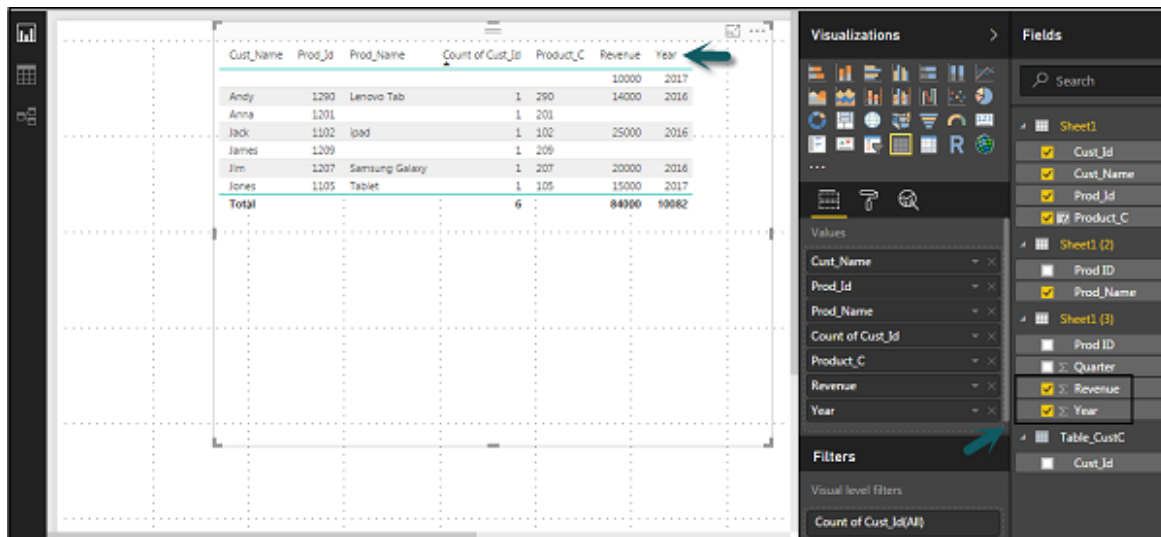 Cust_Name Prod_Id Prod_Name Count of Cust_Id Product_C Revenue Year
10000 2017
Andy 1290 Lenovo Tab 1 290 14000 2016
Anna 1201 1 201
Jack 1102 ipad 1 102 25000 2016
James 1209 1 209
Jim 1207 Samsung Galaxy 1 207 20000 2016
Jones 1105 Tablet 1 105 15000 2017
Total 6 84000 10082
Visualizations
R
Values
Cust_Name
Prod_Id
Prod_Name
Count of Cust_Id
Product_C
Revenue
Year
Filters
Visual level filters
Count of Cust_Id(All)
Fields
Search
Sheet1
Cust_Id
Cust_Name
Prod_Id
Product_C
Sheet1 (2)
Prod ID
Prod_Name
Sheet1 (3)
Prod ID
Σ Quarter
Σ Revenue
Σ Year
Table_CustC
Cust_Id